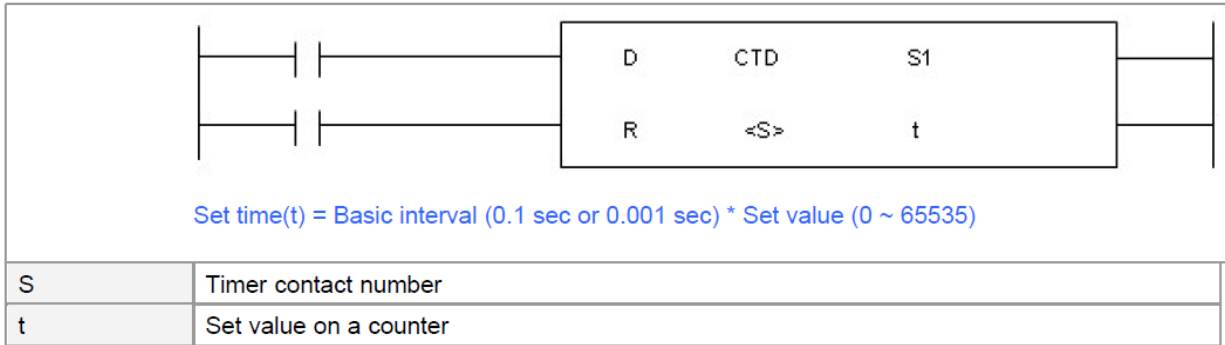 D CTD S1
R <S> t
Set time(t) = Basic interval (0.1 sec or 0.001 sec) * Set value (0 ~ 65535)
S Timer contact number
t Set value on a counter